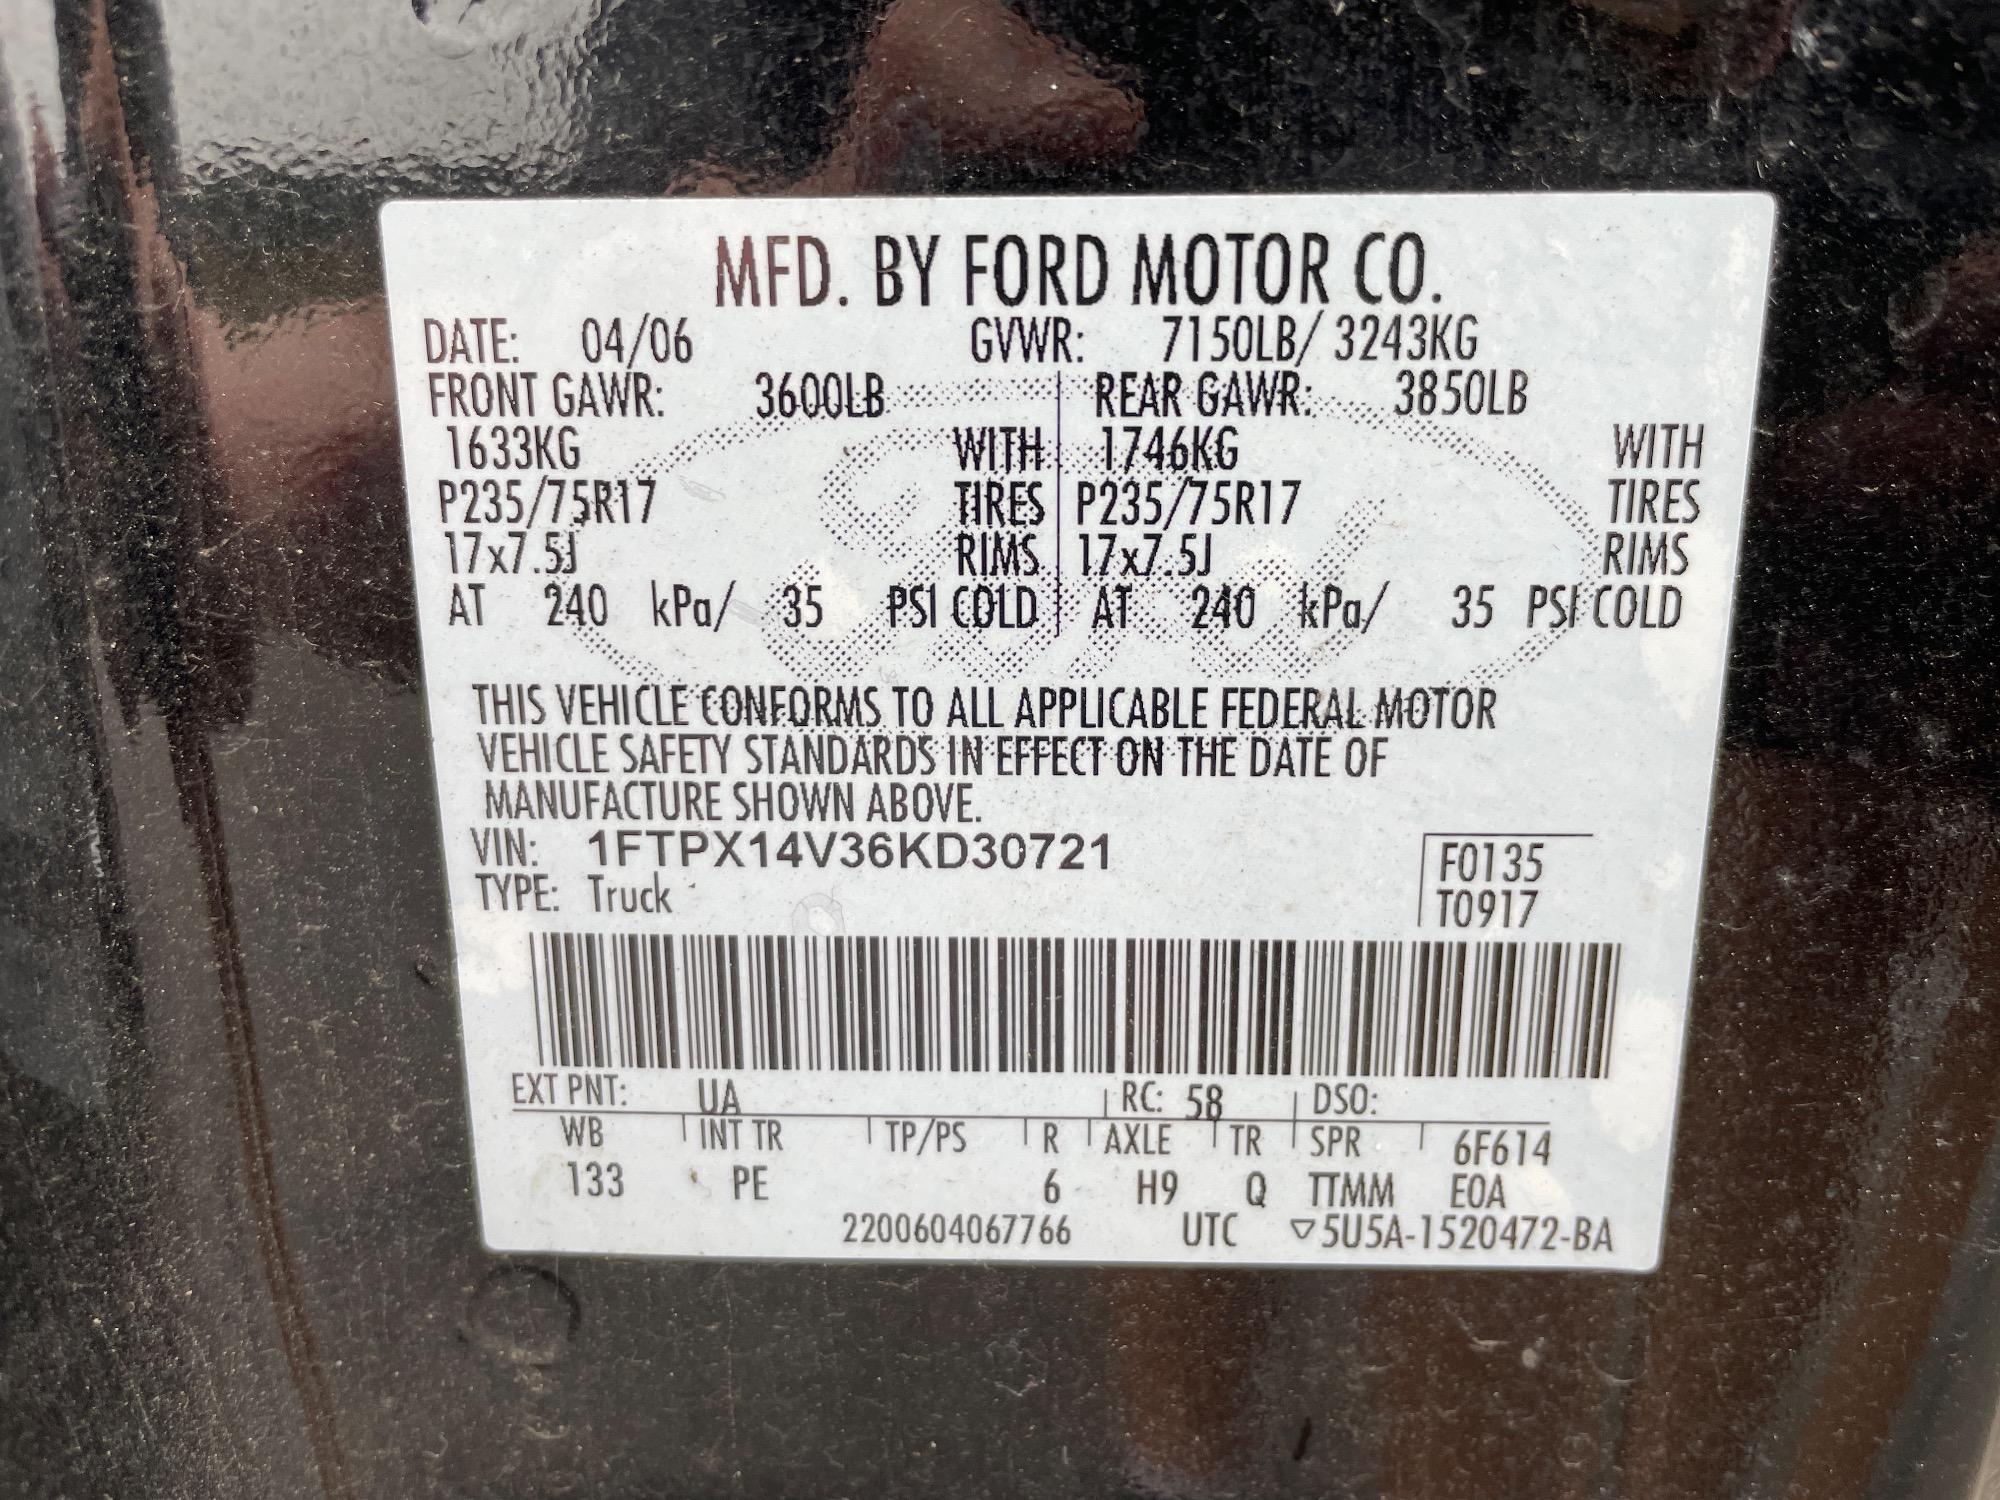 MFD. BY FORD MOTOR CO.
DATE: 04/06 GVWR: 7150LB/ 3243KG
FRONT GAWR: 3600LB REAR GAWR: 3850LB
1633KG WITH 1746KG WITH
P235/75R17 TIRES P235/75R17 TIRES
17x7.5J RIMS 17x7.5J RIMS
AT 240 kPa/ 35 PSI COLD AT 240 kPa/ 35 PSI COLD
THIS VEHICLE CONFORMS TO ALL APPLICABLE FEDERAL MOTOR
VEHICLE SAFETY STANDARDS IN EFFECT ON THE DATE OF
MANUFACTURE SHOWN ABOVE.
VIN: 1FTPX14V36KD30721 F0135
TYPE: Truck T0917
EXT PNT: UA RC: 58 DSO:
WB INT TR TP/PS R AXLE TR SPR 6F614
133 PE 6 H9 Q TTMM E0A
2200604067766 UTC ▽5U5A-1520472-BA